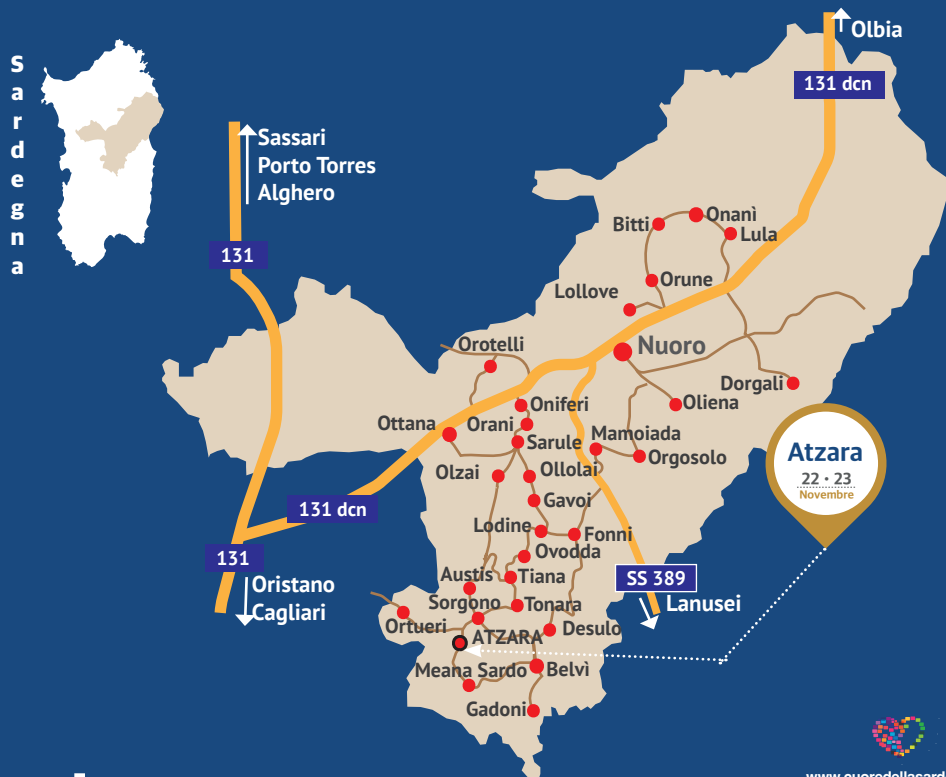 Sardegna
Olbia
131 dcn
Sassari
Porto Torres
Alghero
131
Bitti
Onanì
Lula
Orune
Lollove
Orotelli
Nuoro
Dorgali
Oliena
Oniferi
Ottana
Orani
Sarule
Mamoiada
Orgosolo
Atzara
22 • 23
Novembre
Olzai
Ollolai
Gavoi
131 dcn
Lodine
Fonni
Ovodda
131
Oristano
Cagliari
Austis
Tiana
SS 389
Lanusei
Sorgono
Tonara
Ortueri
ATZARA
Desulo
Meana Sardo
Belvì
Gadoni